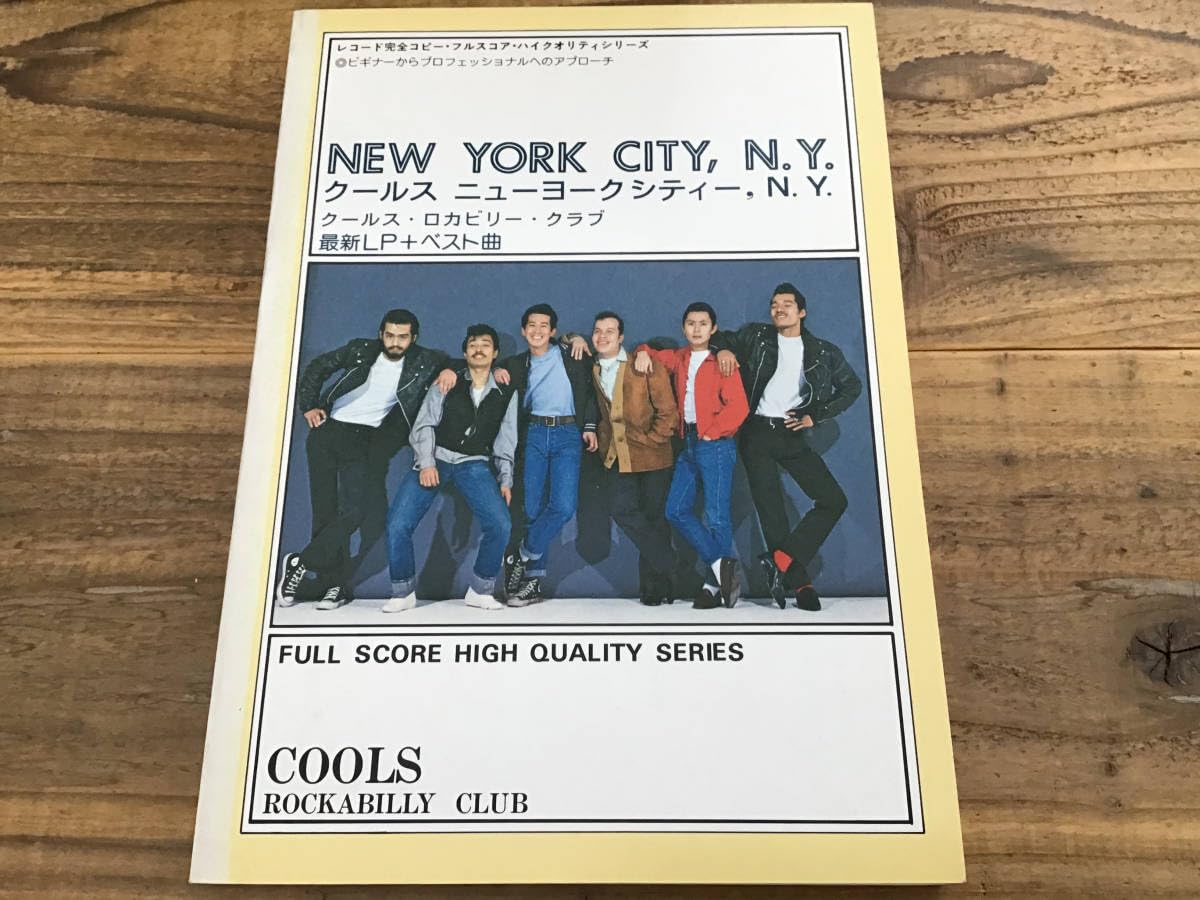 レコード完全コピー・フルスコア・ハイクオリティシリーズ
◎ビギナーからプロフェッショナルへのアプローチ
NEW YORK CITY, N.Y.
クールス ニューヨークシティー, N.Y.
クールス・ロカビリー・クラブ
最新LP+ベスト曲
FULL SCORE HIGH QUALITY SERIES
COOLS
ROCKABILLY CLUB